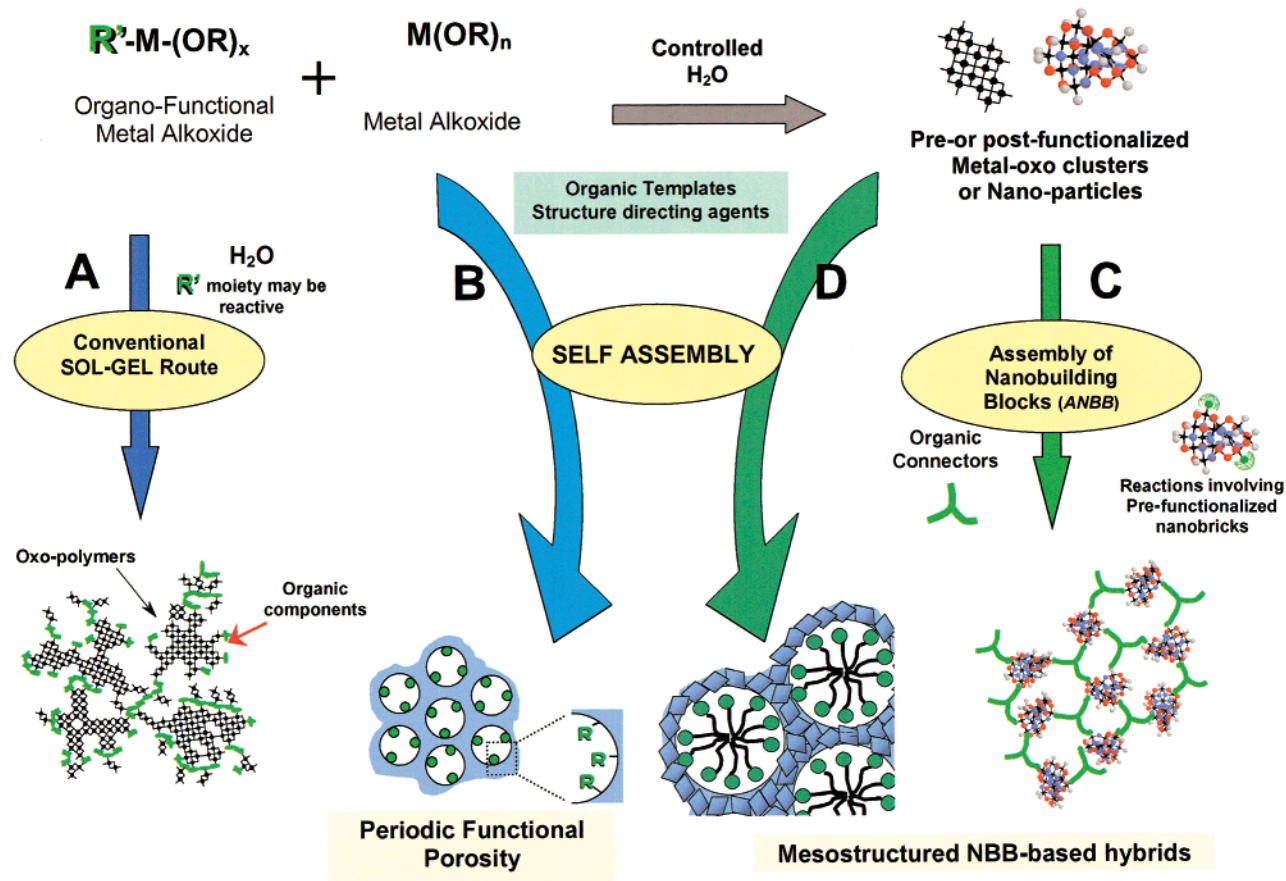 R'-M-(OR)x
+
M(OR)n
Organo-Functional
Metal Alkoxide
Metal Alkoxide
Controlled
H2O
Pre-or post-functionalized
Metal-oxo clusters
or Nano-particles
Organic Templates
Structure directing agents
A
H2O
R' moiety may be
reactive
Conventional
SOL-GEL Route
B
SELF ASSEMBLY
D
C
Assembly of
Nanobuilding
Blocks (ANBB)
Organic
Connectors
Reactions involving
Pre-functionalized
nanobricks
Oxo-polymers
Organic
components
R
R
R
Periodic Functional
Porosity
Mesostructured NBB-based hybrids